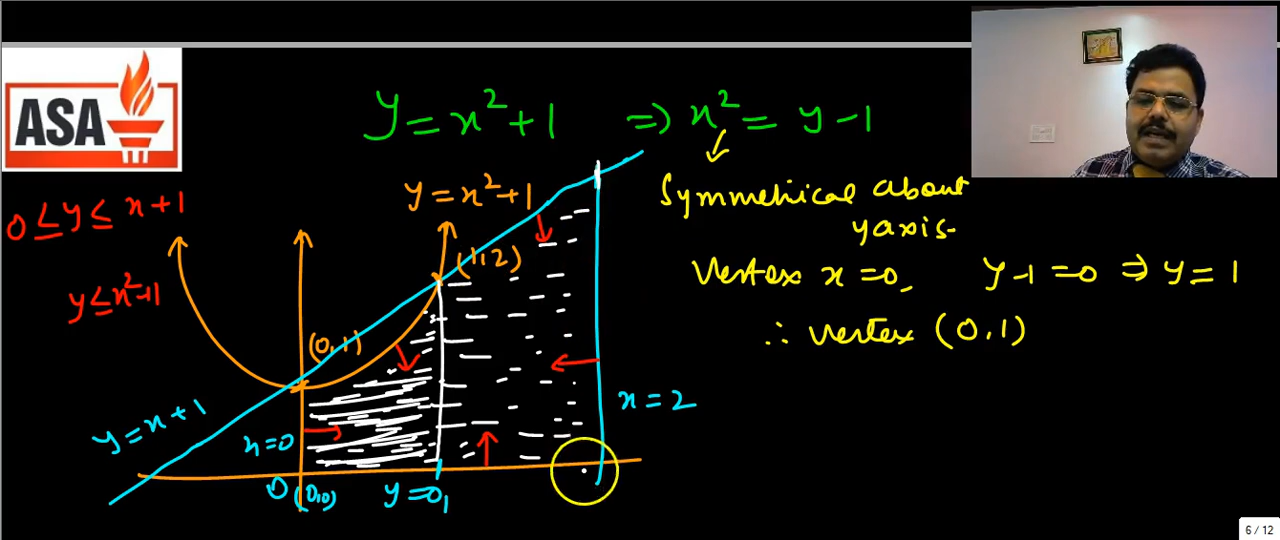 ASA
y = x² + 1 ⇒ x² = y - 1
Symmetrical about
y axis.
0 ≤ y ≤ x + 1
y = x² + 1
(1,2)
y ≤ x² + 1
Vertex x = 0, y - 1 = 0 ⇒ y = 1
(0,1)
∴ Vertex (0,1)
y = x + 1
x = 0
x = 2
O (0,0)
y = 0,
6 / 12